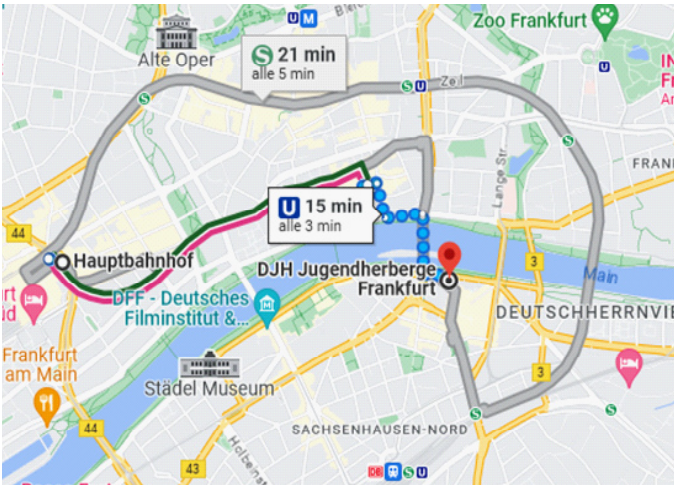 Zoo Frankfurt
U M
Alte Oper
S 21 min
alle 5 min
U
S
S U
Zeil
S
Lange Str.
U 15 min
alle 3 min
44
Hauptbahnhof
DJH Jugendherberge
Frankfurt
3
Main
DFF - Deutsches
Filminstitut &...
DEUTSCHHERRNVIE
Frankfurt
am Main
Städel Museum
3
44
S
S
SACHSENHAUSEN-NORD
Holbeinst
43
DB S U